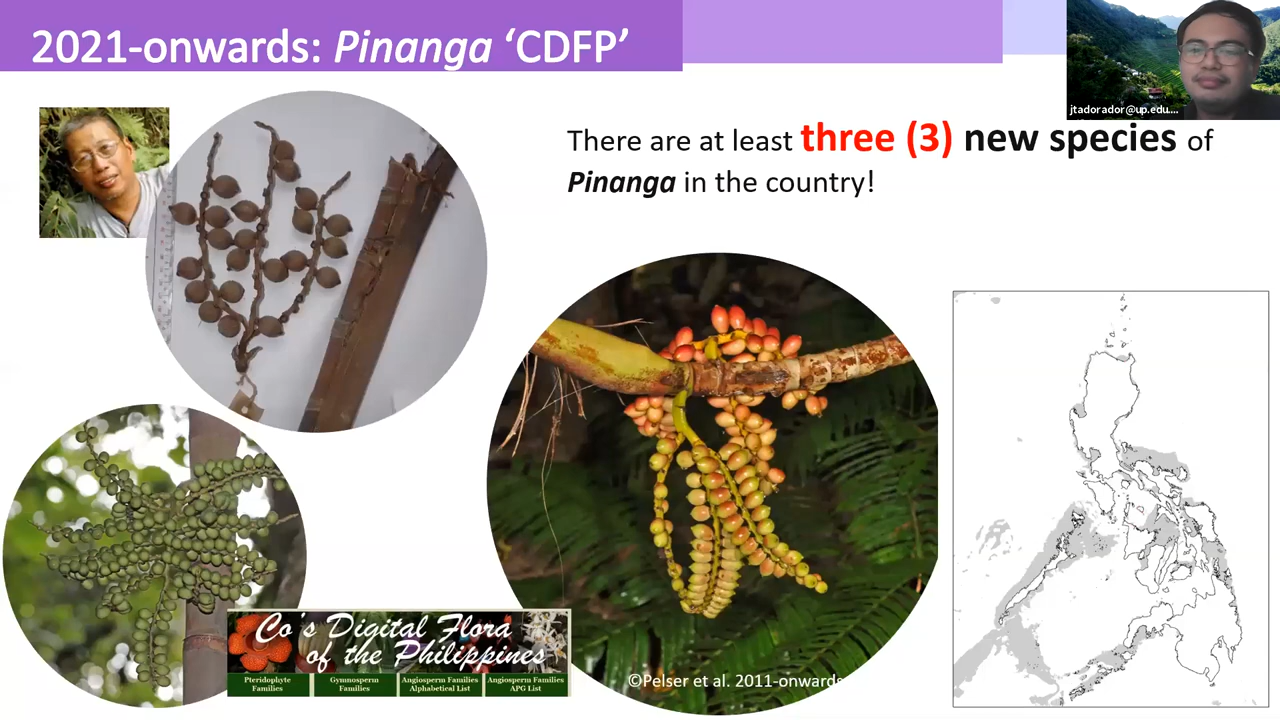 2021-onwards: Pinanga ‘CDFP’
jtadorador@up.edu....
There are at least three (3) new species of
Pinanga in the country!
Co's Digital Flora
of the Philippines
Pteridophyte Families
Gymnosperm Families
Angiosperm Families Alphabetical List
Angiosperm Families APG List
©Pelser et al. 2011-onwards